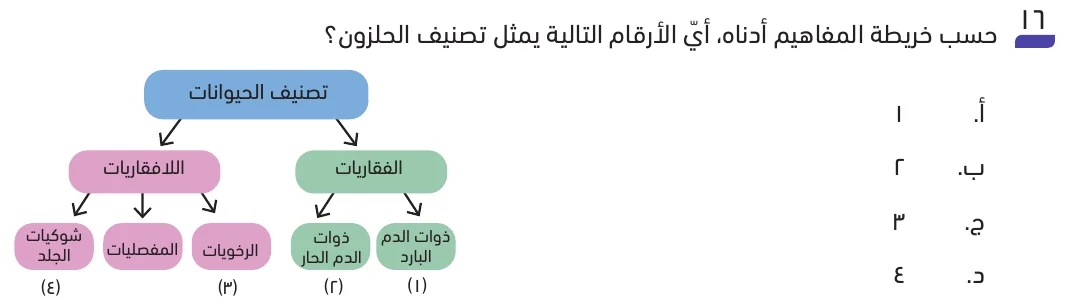 ١٦
حسب خريطة المفاهيم أدناه، أيّ الأرقام التالية يمثل تصنيف الحلزون؟
أ. ١
ب. ٢
ج. ٣
د. ٤
تصنيف الحيوانات
الفقاريات
اللافقاريات
ذوات الدم
البارد
ذوات
الدم الحار
الرخويات
المفصليات
شوكيات
الجلد
(١)
(٢)
(٣)
(٤)